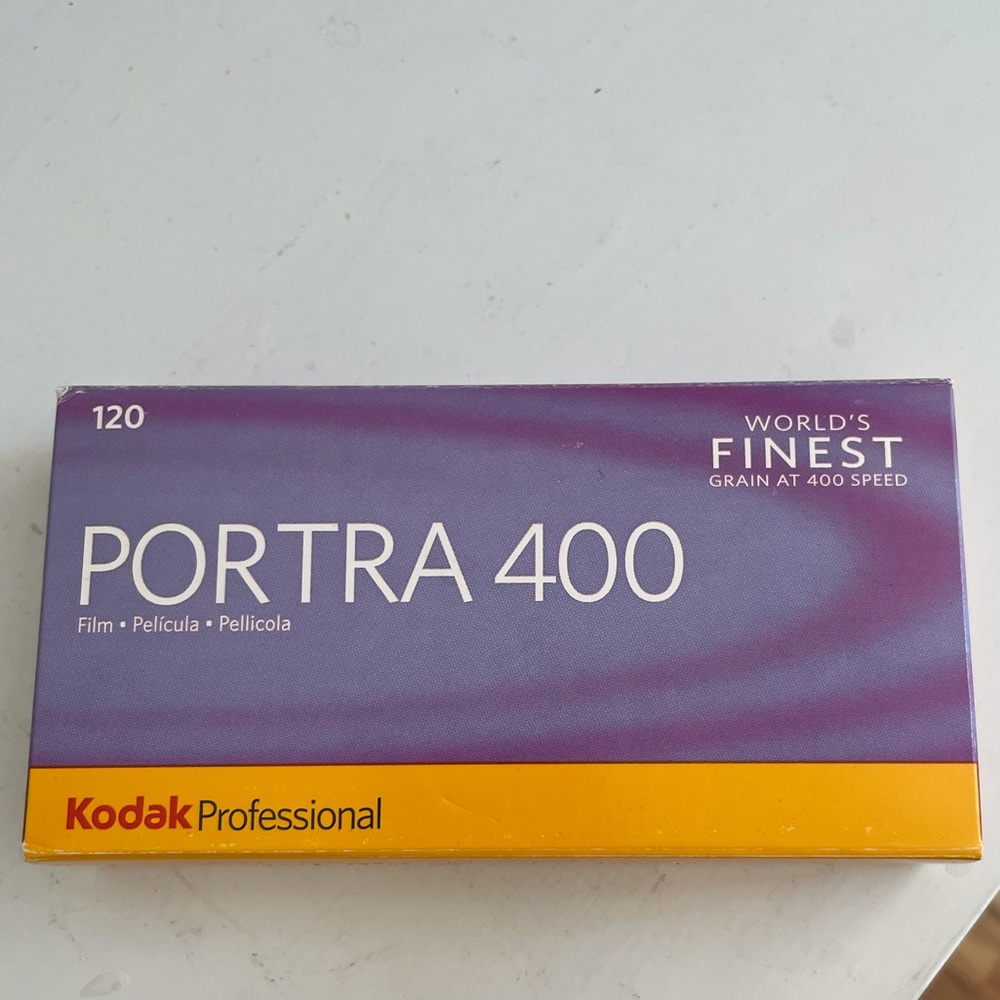 120
WORLD'S
FINEST
GRAIN AT 400 SPEED
PORTRA 400
Film ▪ Película ▪ Pellicola
Kodak Professional